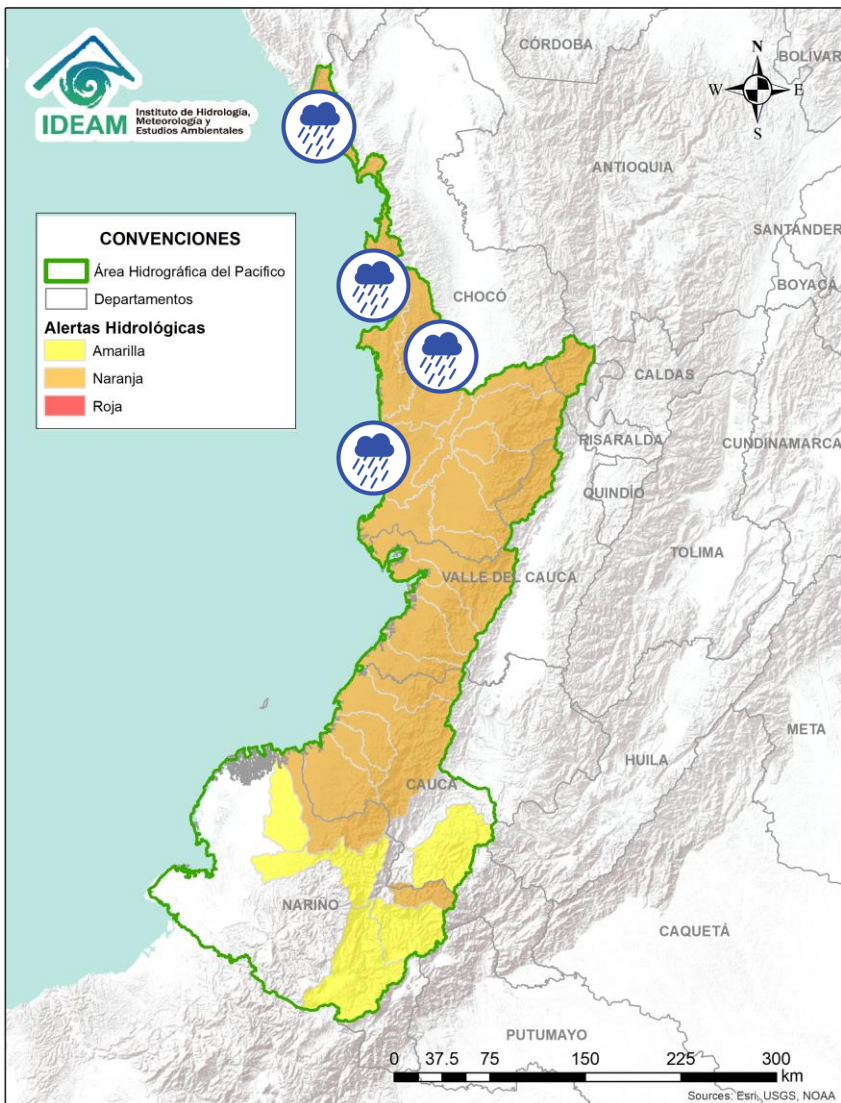 IDEAM
Instituto de Hidrología,
Meteorología y
Estudios Ambientales
CÓRDOBA
BOLÍVAR
N
W
E
S
ANTIOQUIA
SANTANDER
BOYACÁ
CONVENCIONES
Área Hidrográfica del Pacifico
Departamentos
Alertas Hidrológicas
Amarilla
Naranja
Roja
CHOCÓ
CALDAS
RISARALDA
CUNDINAMARCA
QUINDÍO
TOLIMA
VALLE DEL CAUCA
META
HUILA
CAUCA
NARIÑO
CAQUETÁ
PUTUMAYO
0 37.5 75 150 225 300
km
Sources: Esri, USGS, NOAA